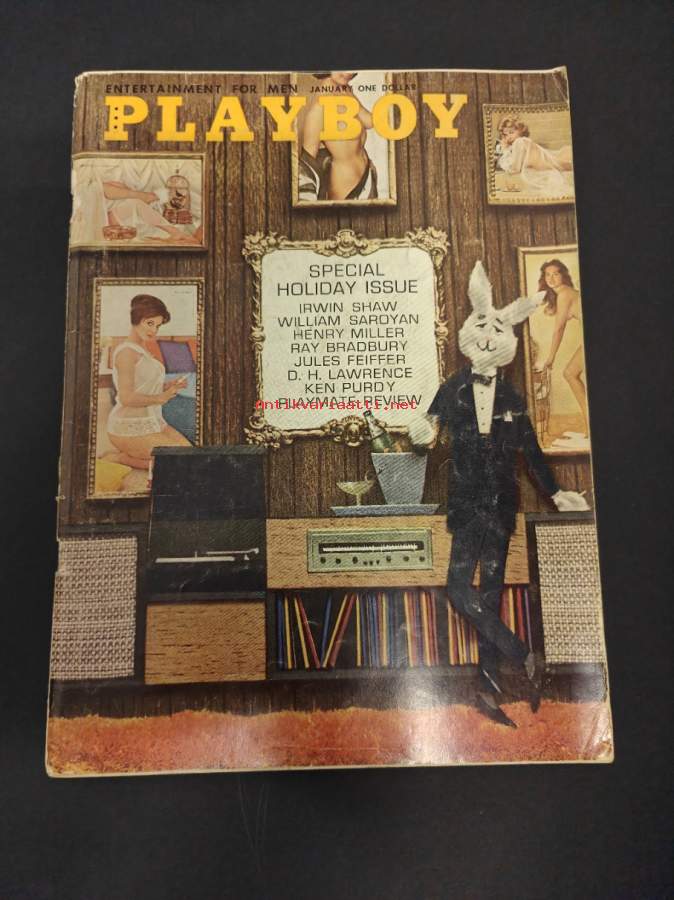 ENTERTAINMENT FOR MEN JANUARY ONE DOLLAR
PLAYBOY
SPECIAL
HOLIDAY ISSUE
IRWIN SHAW
WILLIAM SAROYAN
HENRY MILLER
RAY BRADBURY
JULES FEIFFER
D. H. LAWRENCE
KEN PURDY
PLAYMATE REVIEW
Antikvariaatti.net